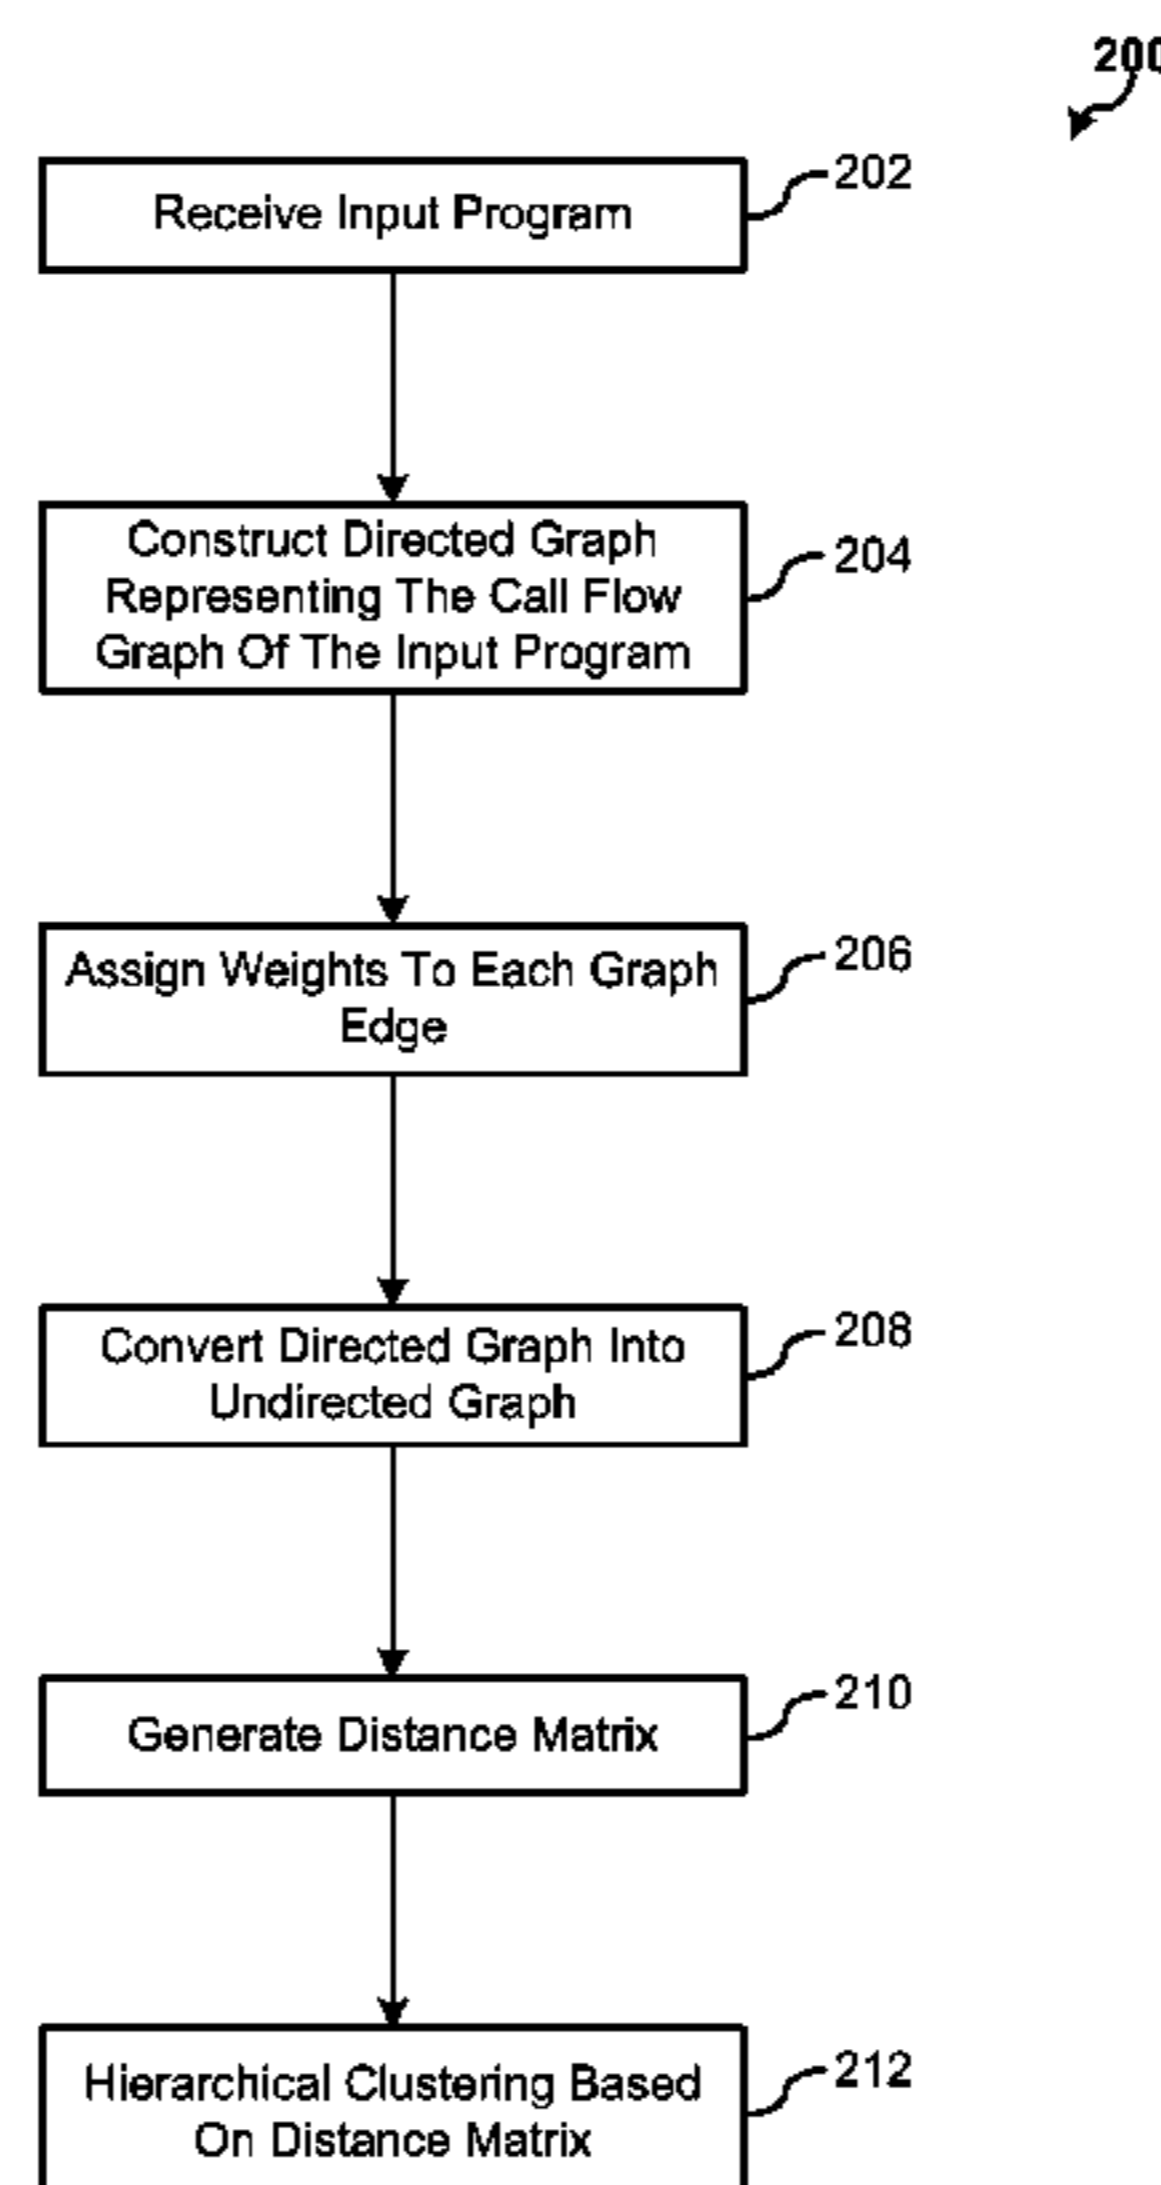 200
Receive Input Program
202
Construct Directed Graph
Representing The Call Flow
Graph Of The Input Program
204
Assign Weights To Each Graph
Edge
206
Convert Directed Graph Into
Undirected Graph
208
Generate Distance Matrix
210
Hierarchical Clustering Based
On Distance Matrix
212